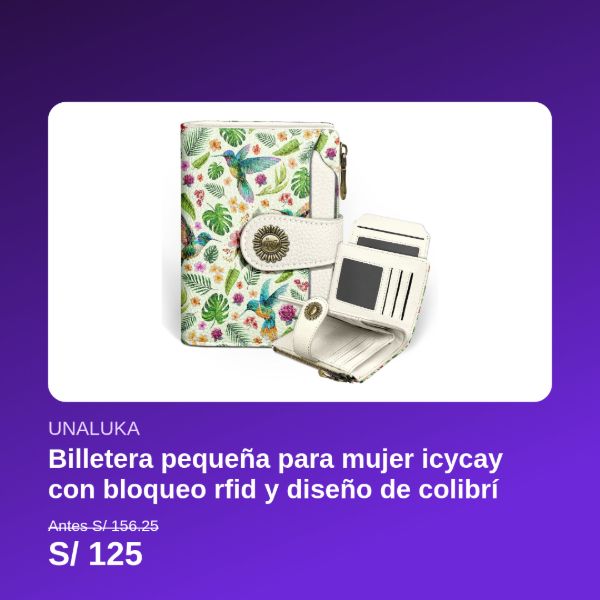 UNALUKA
Billetera pequeña para mujer icycay
con bloqueo rfid y diseño de colibrí
Antes S/ 156.25
S/ 125